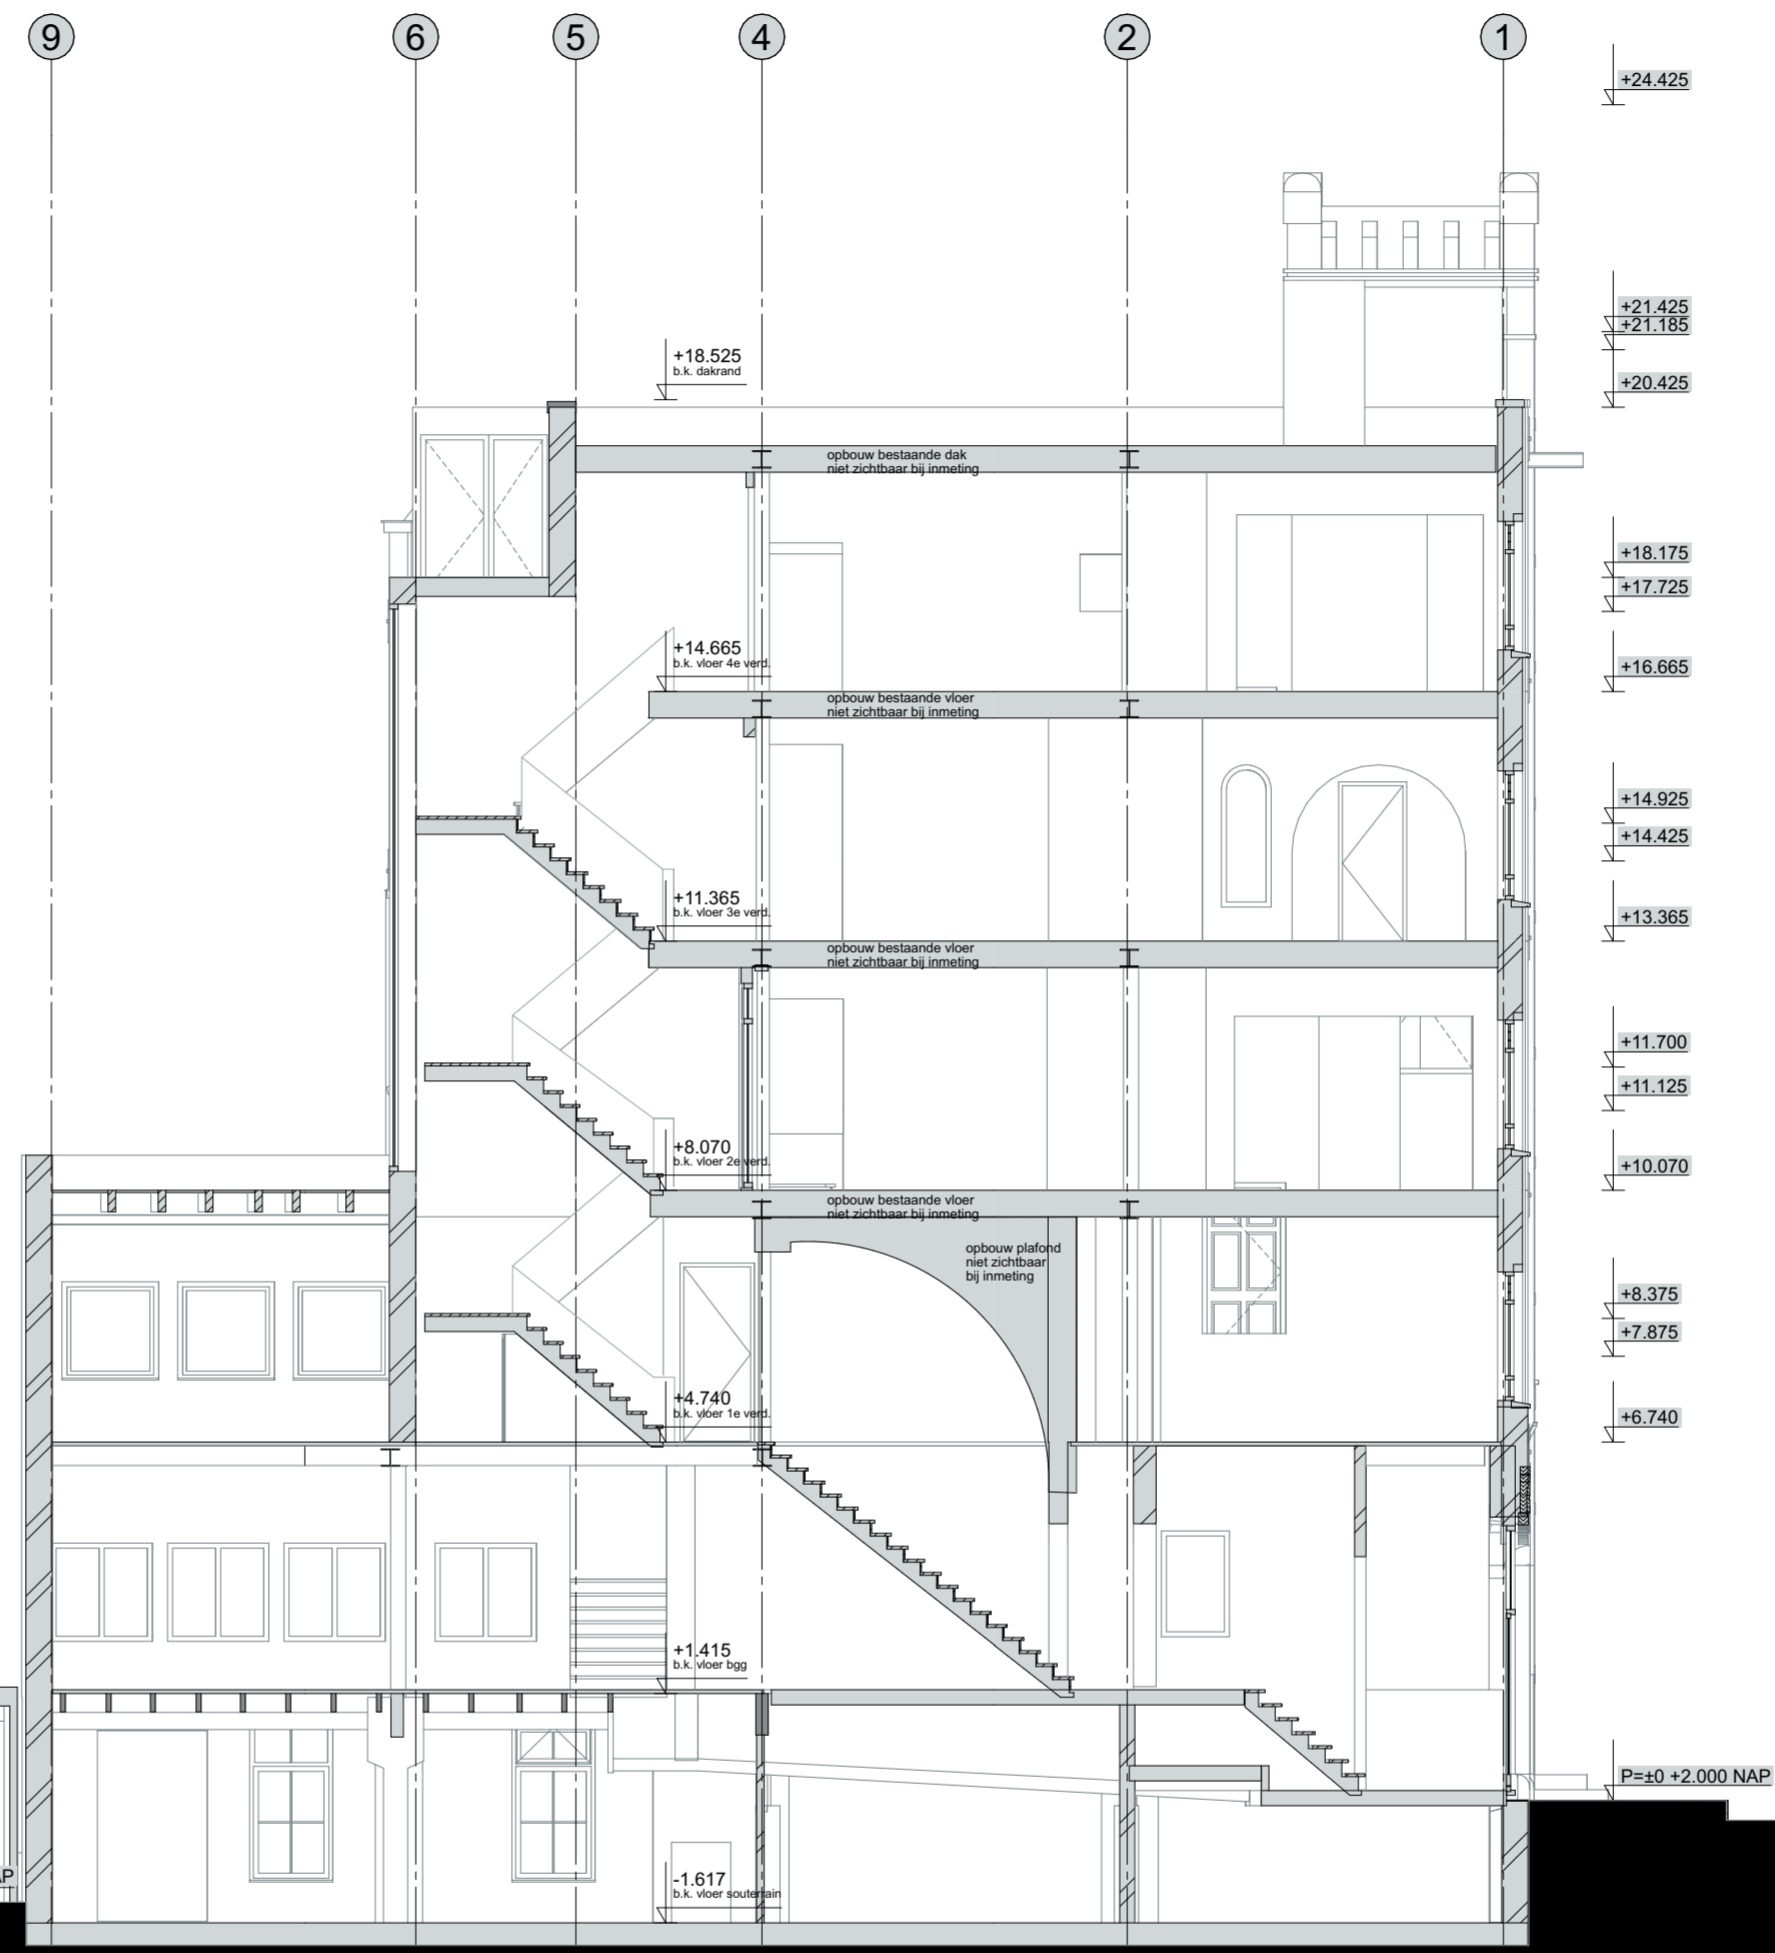 9
6
5
4
2
1
+24.425
+21.425
+21.185
+18.525
b.k. dakrand
+20.425
opbouw bestaande dak
niet zichtbaar bij inmeting
+18.175
+17.725
+14.665
b.k. vloer 4e verd.
+16.665
opbouw bestaande vloer
niet zichtbaar bij inmeting
+14.925
+14.425
+11.365
b.k. vloer 3e verd.
+13.365
opbouw bestaande vloer
niet zichtbaar bij inmeting
+11.700
+11.125
+8.070
b.k. vloer 2e verd.
+10.070
opbouw bestaande vloer
niet zichtbaar bij inmeting
opbouw plafond
niet zichtbaar
bij inmeting
+8.375
+7.875
+4.740
b.k. vloer 1e verd.
+6.740
+1.415
b.k. vloer bgg
P=±0 +2.000 NAP
-1.617
b.k. vloer souterrain